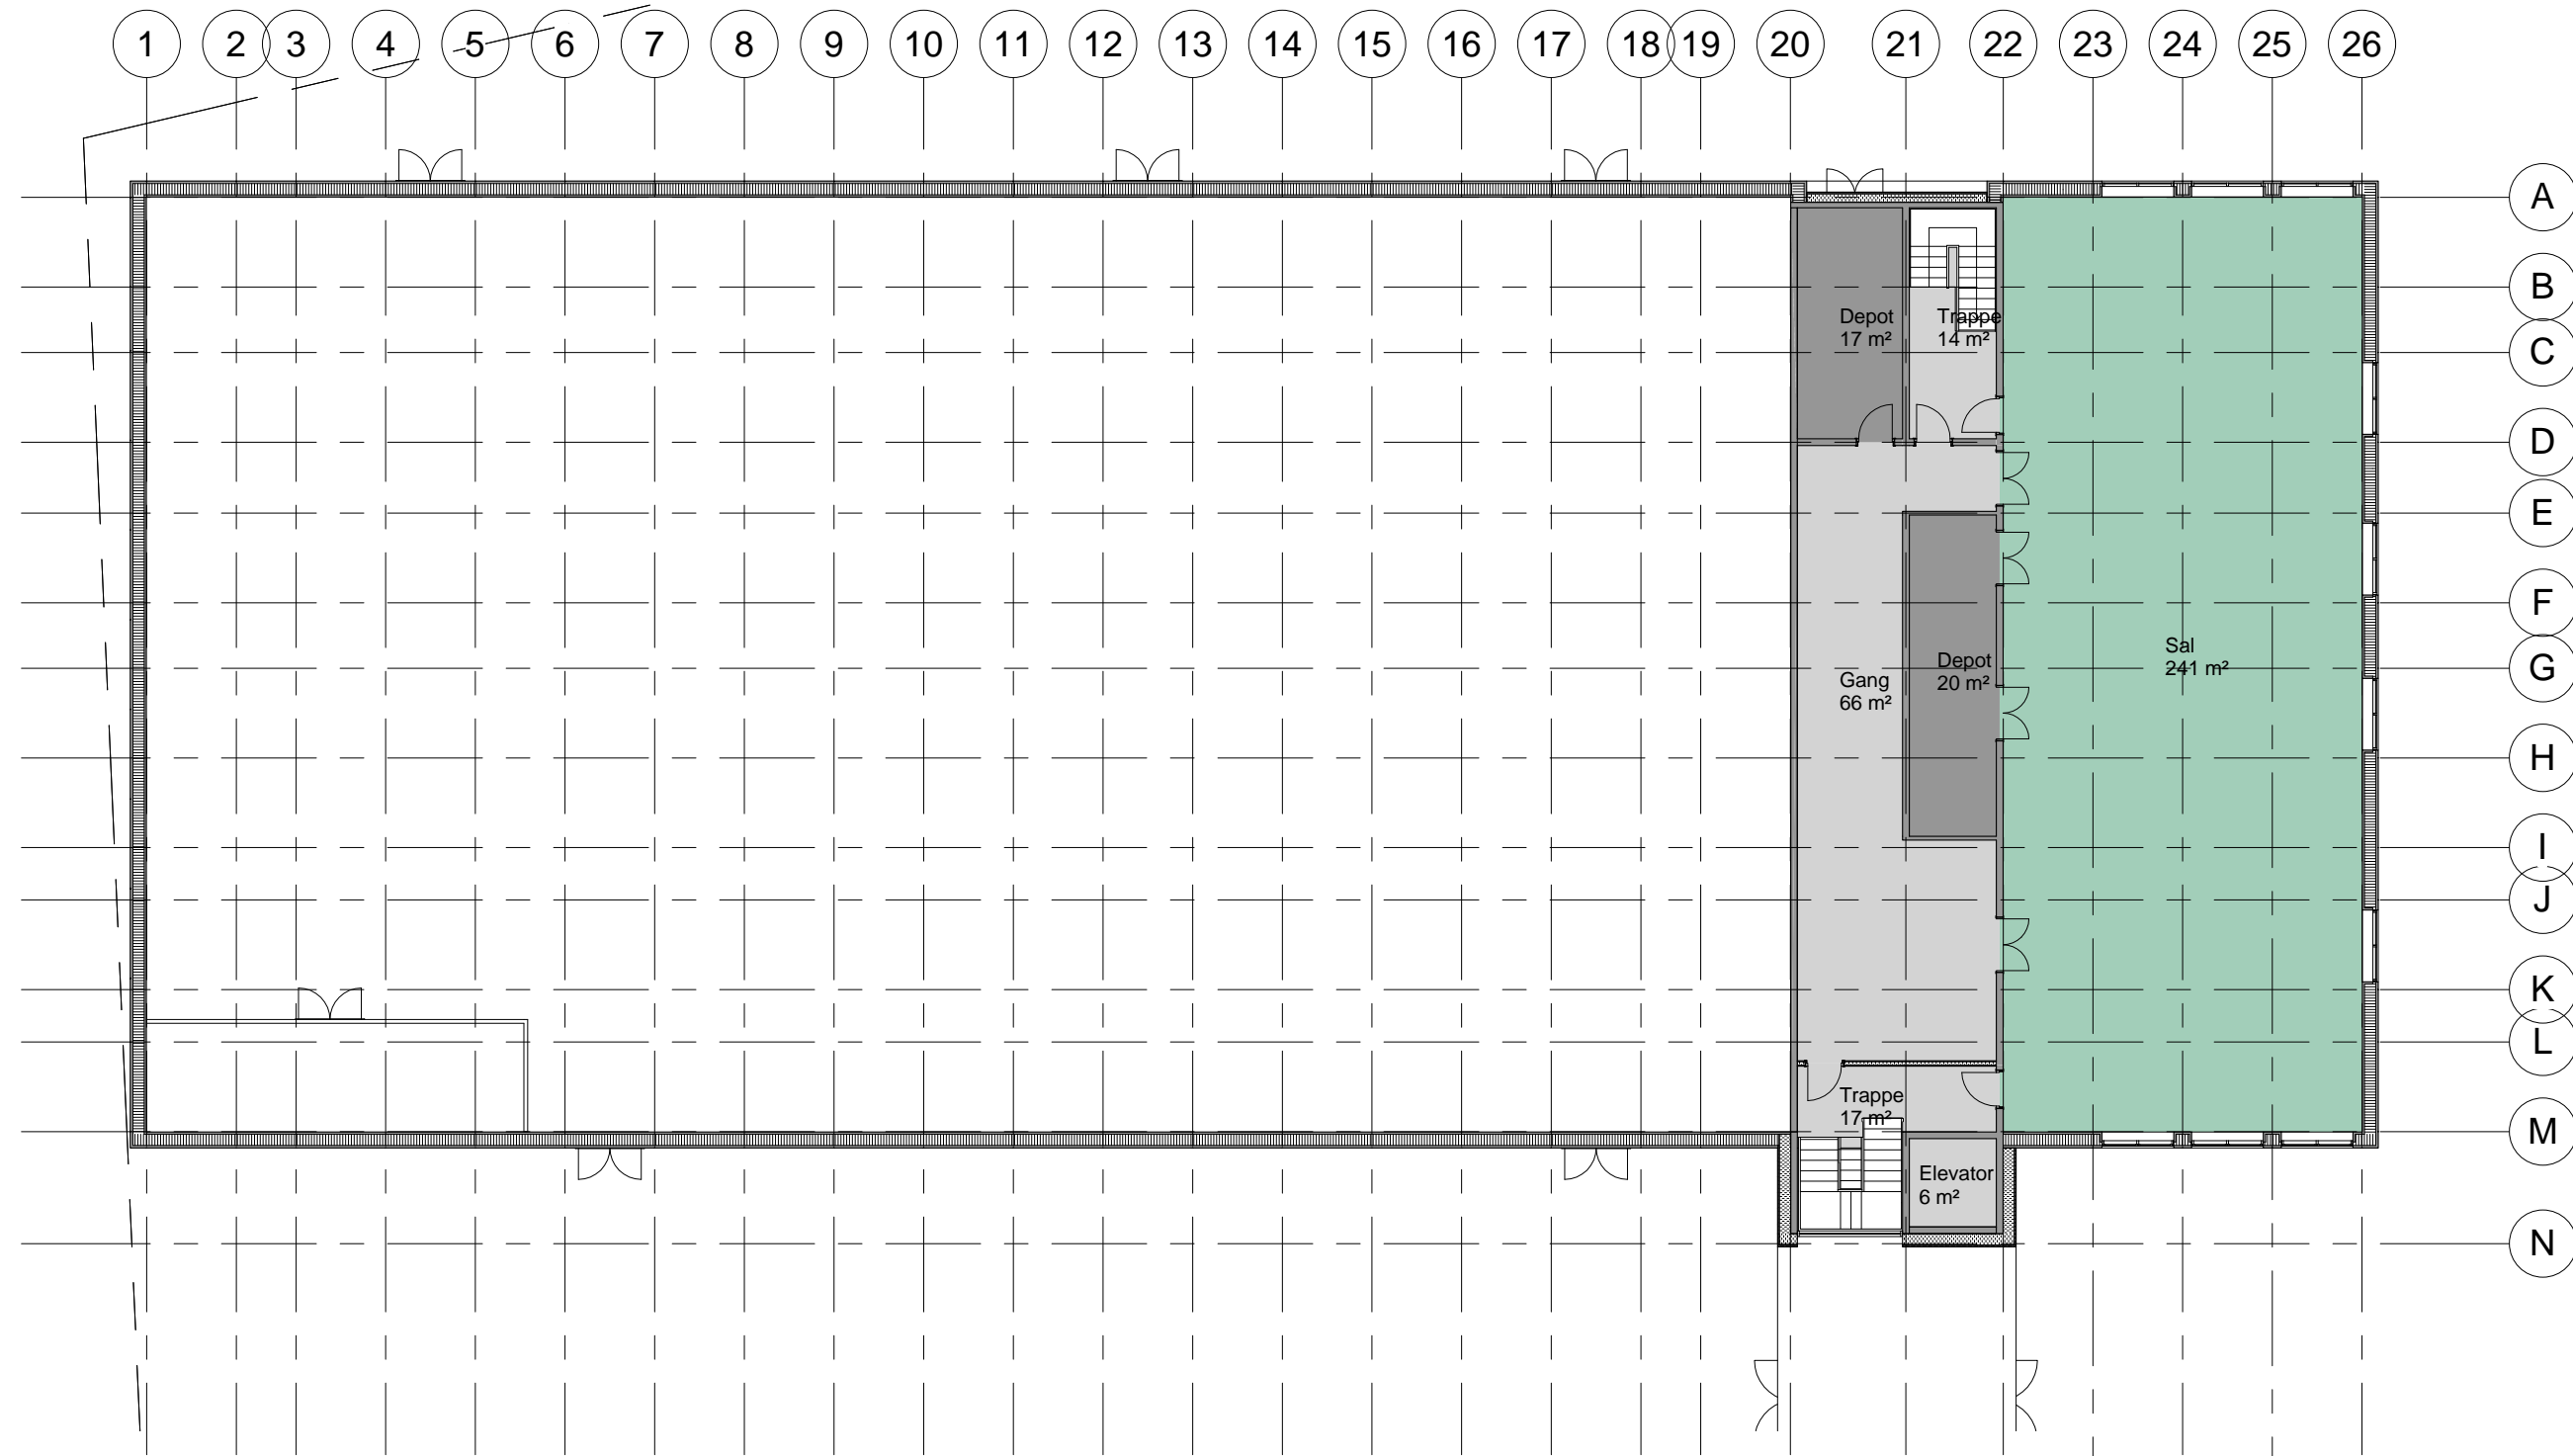 1 2 3 4 5 6 7 8 9 10 11 12 13 14 15 16 17 18 19 20 21 22 23 24 25 26
A
B
C
D
E
F
G
H
I
J
K
L
M
N
Depot
17 m²
Trappe
14 m²
Sal
241 m²
Depot
20 m²
Gang
66 m²
Trappe
17 m²
Elevator
6 m²